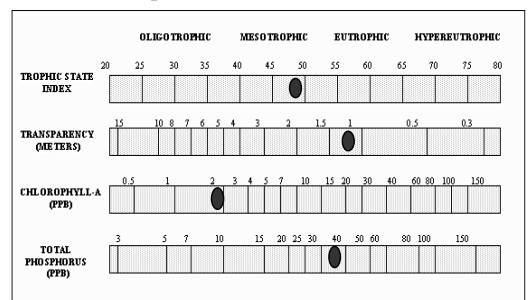 OLIGOTROPHIC MESOTROPHIC EUTROPHIC HYPEREUTROPHIC
20 25 30 35 40 45 50 55 60 65 70 75 80
TROPHIC STATE
INDEX
15 10 8 7 6 5 4 3 2 1.5 1 0.5 0.3
TRANSPARENCY
(METERS)
0.5 1 2 3 4 5 7 10 15 20 30 40 60 80 100 150
CHLOROPHYLL-A
(PPB)
3 5 7 10 15 20 25 30 40 50 60 80 100 150
TOTAL
PHOSPHORUS
(PPB)